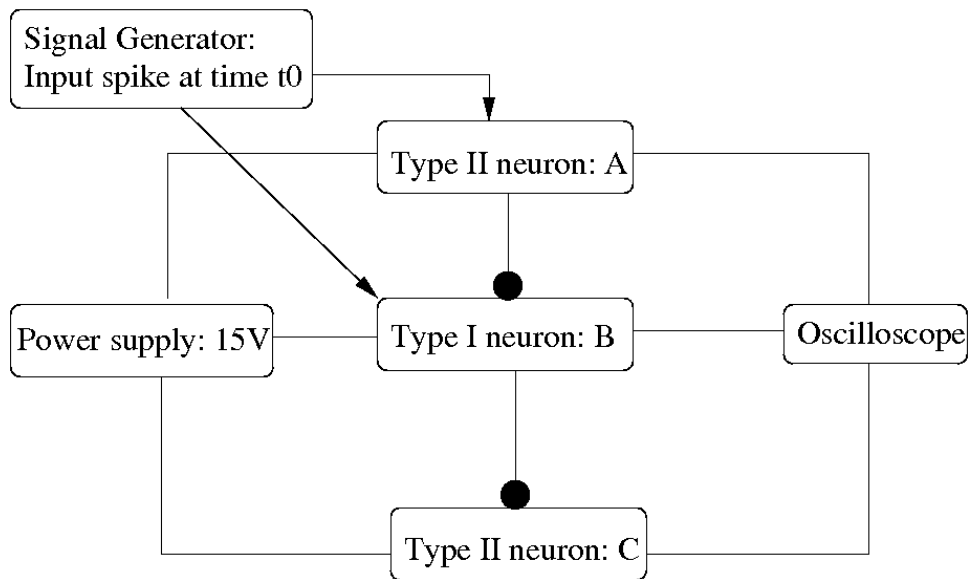 Signal Generator:
Input spike at time t0
Type II neuron: A
Power supply: 15V
Type I neuron: B
Oscilloscope
Type II neuron: C